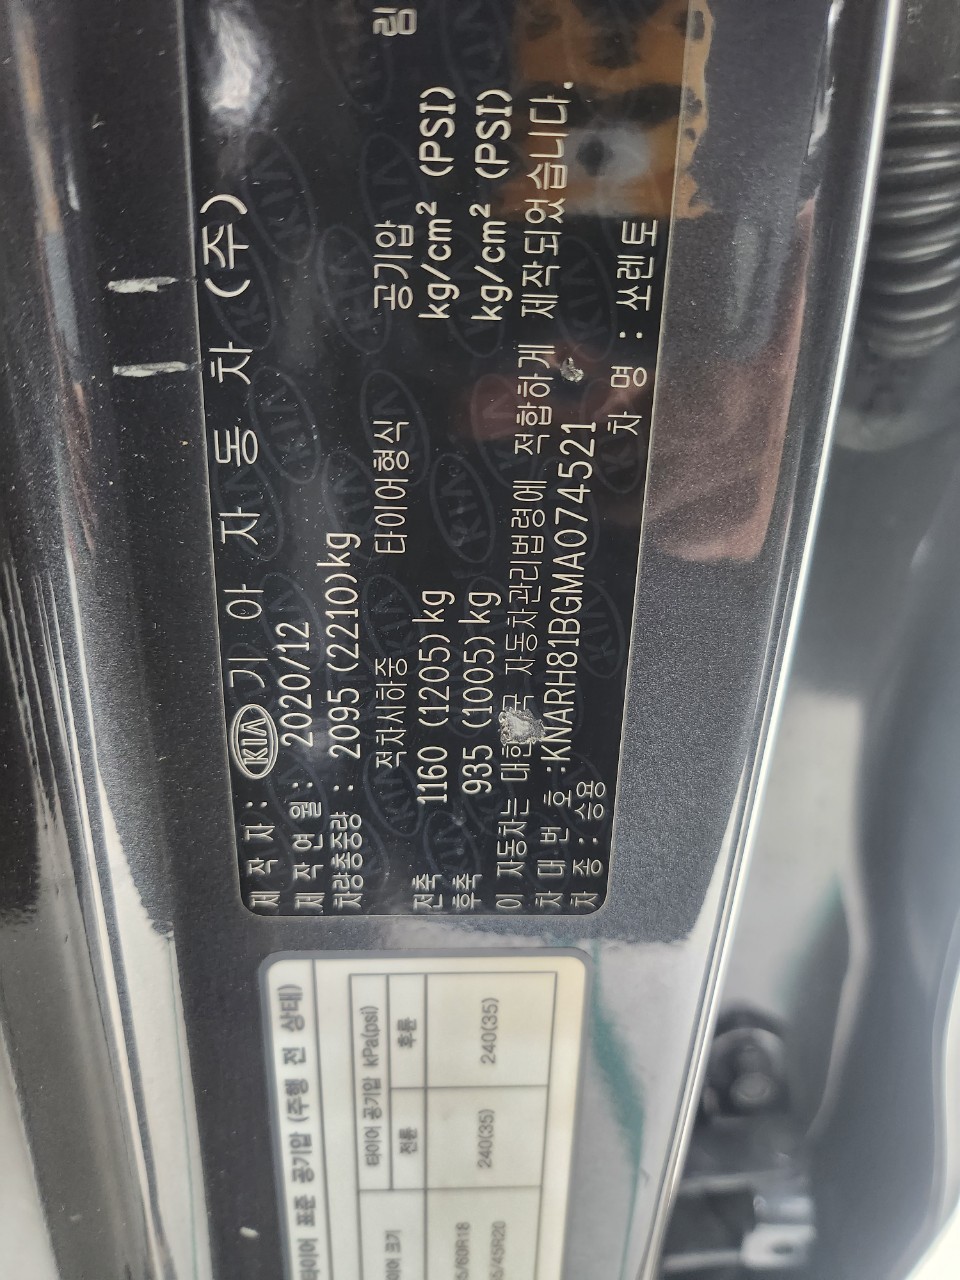 제 작 자 : KIA 기 아 자 동 차 (주)
제 작 연 월 : 2020/12
차량총중량 : 2095 (2210)kg
적차시하중 타이어형식 공기압 림
전축 1160 (1205)kg kg/cm² (PSI)
후축 935 (1005)kg kg/cm² (PSI)
이 자동차는 자동차관리법령에 적합하게 제작되었습니다.
차 대 번 호 :KNARH81BGMA074521
차 종 : 승용 차 명 : 쏘렌토
타이어 표준 공기압 (주행 전 상태)
타이어 공기압 kPa(psi)
전륜 후륜
240(35) 240(35)
240(35) 240(35)